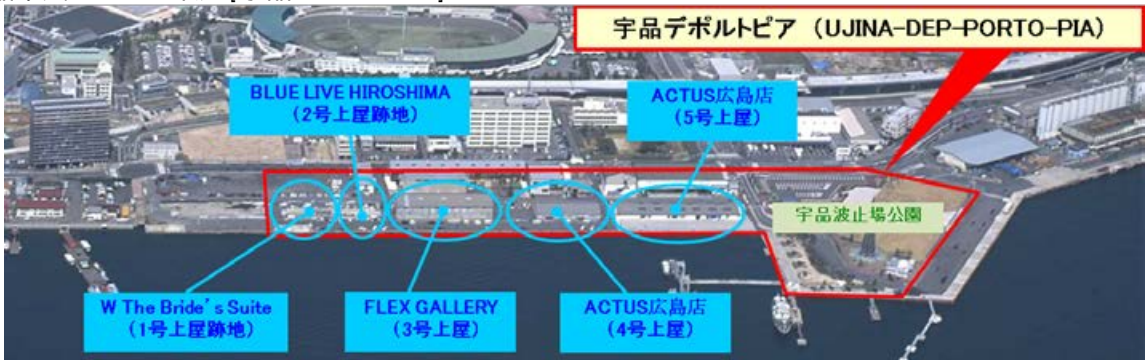 宇品デポルトピア (UJINA-DEP-PORTO-PIA)
BLUE LIVE HIROSHIMA
(2号上屋跡地)
ACTUS広島店
(5号上屋)
宇品波止場公園
W The Bride's Suite
(1号上屋跡地)
FLEX GALLERY
(3号上屋)
ACTUS広島店
(4号上屋)